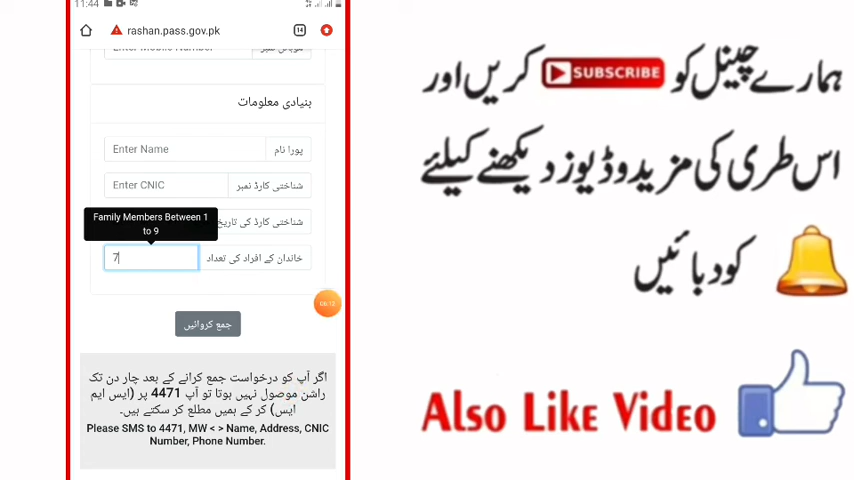 11:44
rashan.pass.gov.pk
14
Enter Mobile Number موبائل نمبر
بنیادی معلومات
Enter Name پورا نام
Enter CNIC شناختی کارڈ نمبر
Family Members Between 1
to 9
شناختی کارڈ کی تاریخ
7 خاندان کے افراد کی تعداد
06:13
جمع کروائیں
اگر آپ کو درخواست جمع کرانے کے بعد چار دن تک
راشن موصول نہیں ہوتا تو آپ 4471 پر (ایس ایم
ایس) کر کے ہمیں مطلع کر سکتے ہیں۔
Please SMS to 4471, MW < > Name, Address, CNIC
Number, Phone Number.
ہمارے چینل کو SUBSCRIBE کریں اور
اس طری کی مزید وڈیوز دیکھنے کیلئے
کو دبائیں
Also Like Video